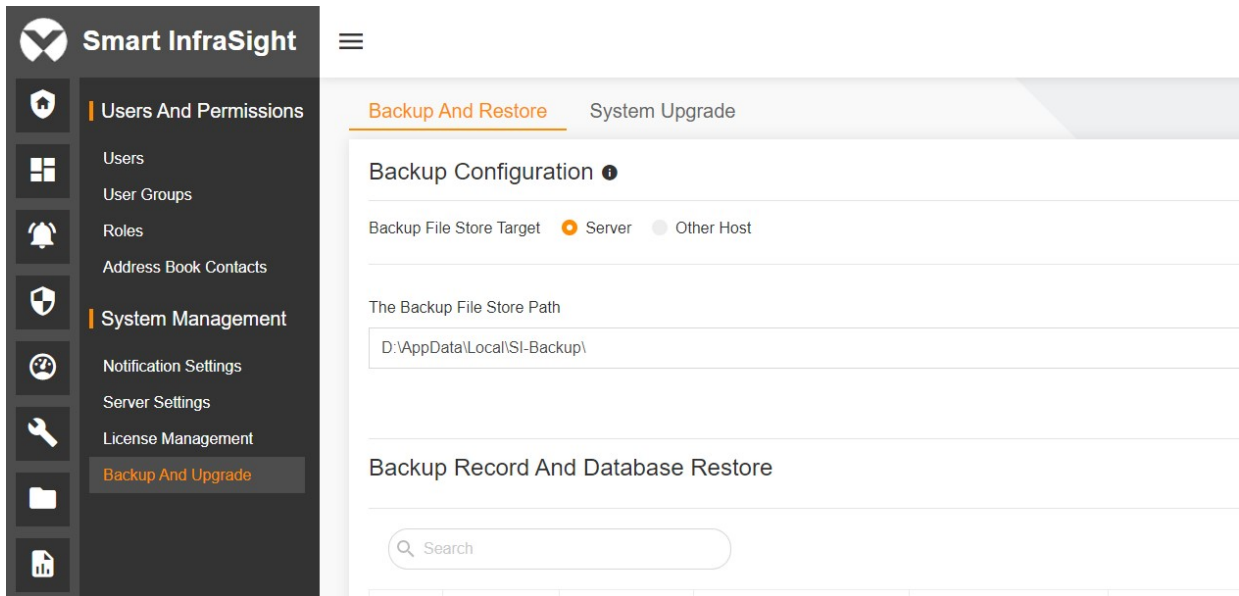 Smart InfraSight
Users And Permissions
Users
User Groups
Roles
Address Book Contacts
System Management
Notification Settings
Server Settings
License Management
Backup And Upgrade
Backup And Restore System Upgrade
Backup Configuration
Backup File Store Target Server Other Host
The Backup File Store Path
D:\AppData\Local\SI-Backup\
Backup Record And Database Restore
Search